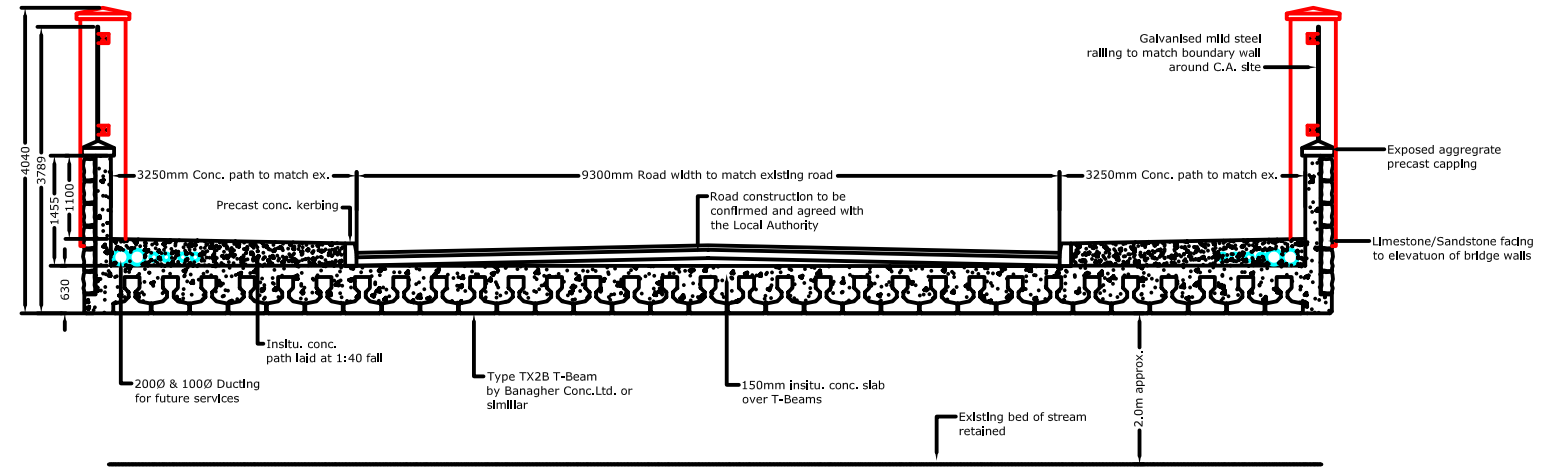 Galvanised mild steel
railing to match boundary wall
around C.A. site
4040
3789
1455
1100
630
3250mm Conc. path to match ex.
9300mm Road width to match existing road
3250mm Conc. path to match ex.
Exposed aggregrate
precast capping
Precast conc. kerbing
Road construction to be
confirmed and agreed with
the Local Authority
Limestone/Sandstone facing
to elevatuon of bridge walls
Insitu. conc.
path laid at 1:40 fall
200Ø & 100Ø Ducting
for future services
Type TX2B T-Beam
by Banagher Conc.Ltd. or
similiar
150mm insitu. conc. slab
over T-Beams
2.0m approx.
Existing bed of stream
retained